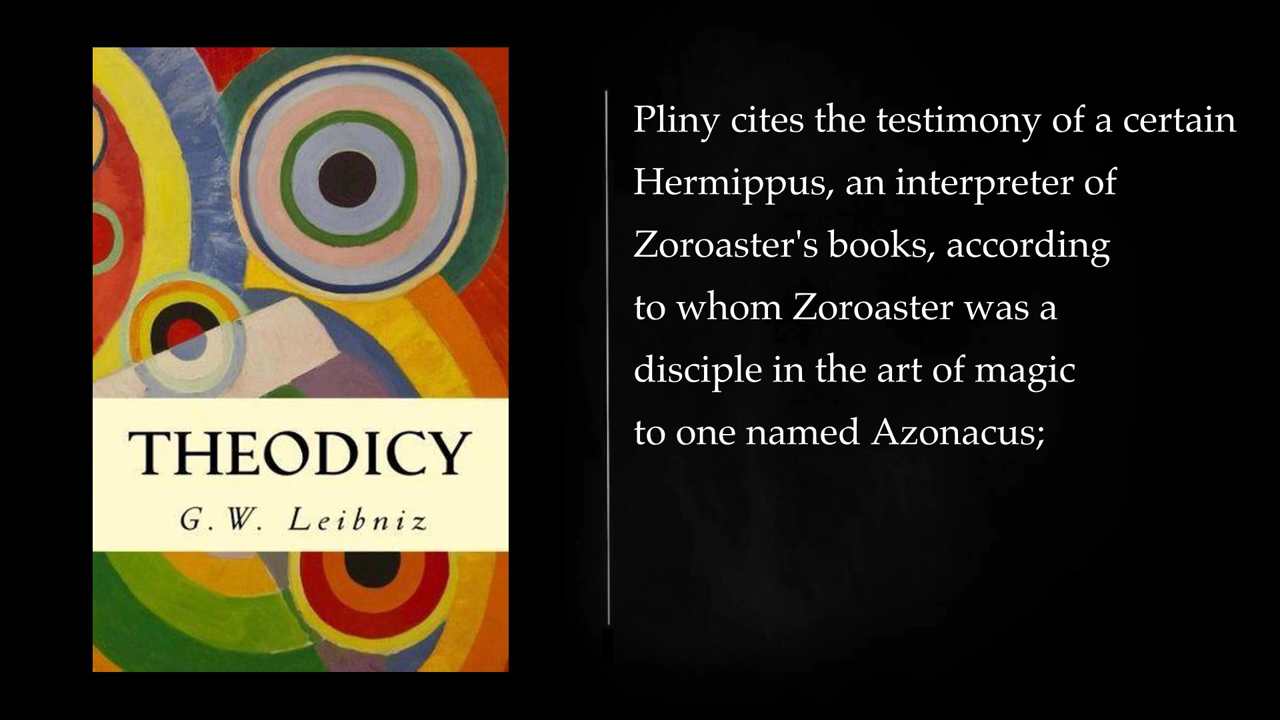 THEODICY
G. W. Leibniz
Pliny cites the testimony of a certain
Hermippus, an interpreter of
Zoroaster's books, according
to whom Zoroaster was a
disciple in the art of magic
to one named Azonacus;